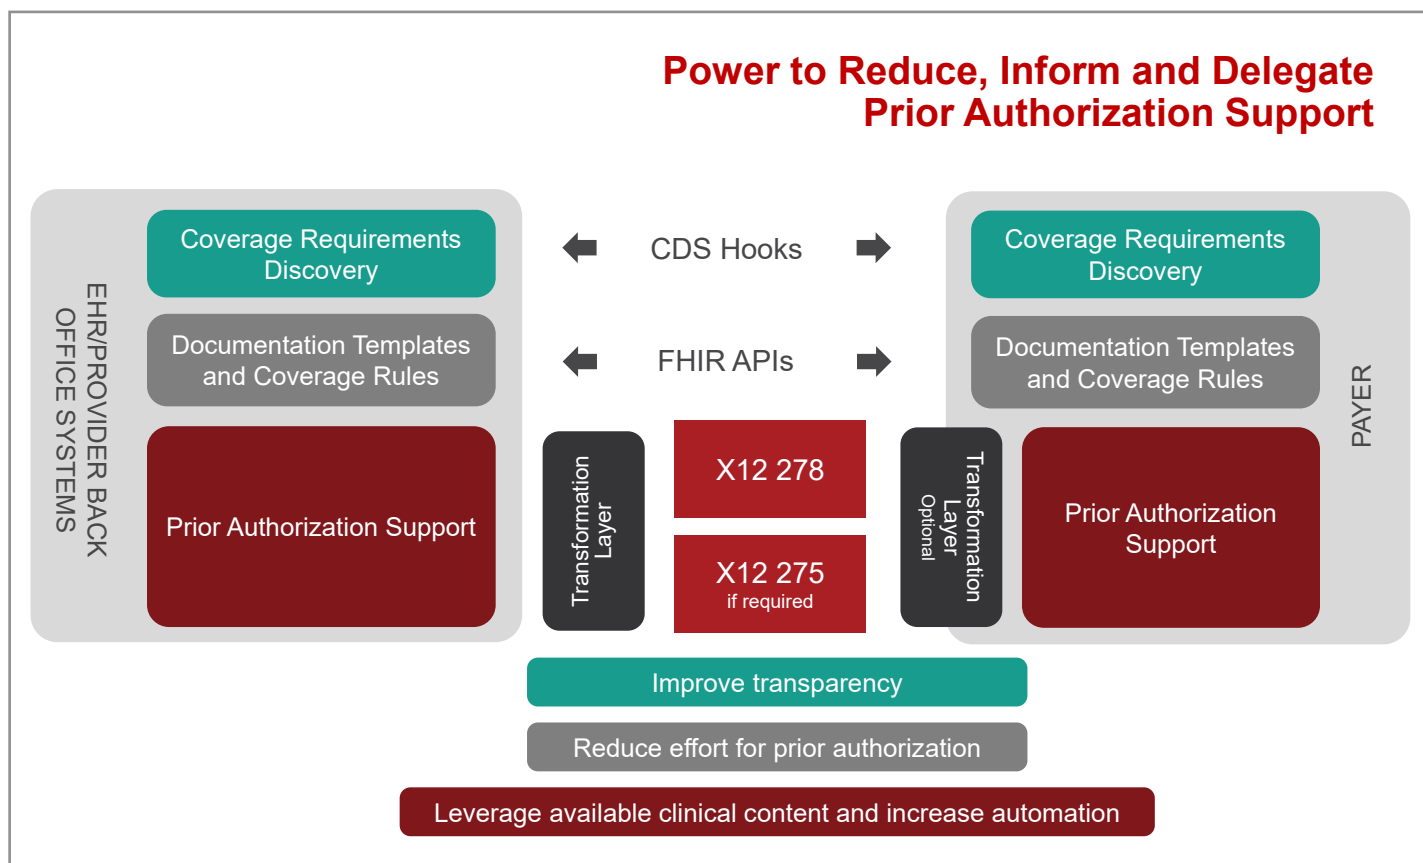 Power to Reduce, Inform and Delegate
Prior Authorization Support
EHR/PROVIDER BACK
OFFICE SYSTEMS
Coverage Requirements
Discovery
Documentation Templates
and Coverage Rules
Prior Authorization Support
CDS Hooks
FHIR APIs
Transformation
Layer
X12 278
X12 275
if required
Transformation
Layer
Optional
Coverage Requirements
Discovery
Documentation Templates
and Coverage Rules
Prior Authorization
Support
PAYER
Improve transparency
Reduce effort for prior authorization
Leverage available clinical content and increase automation